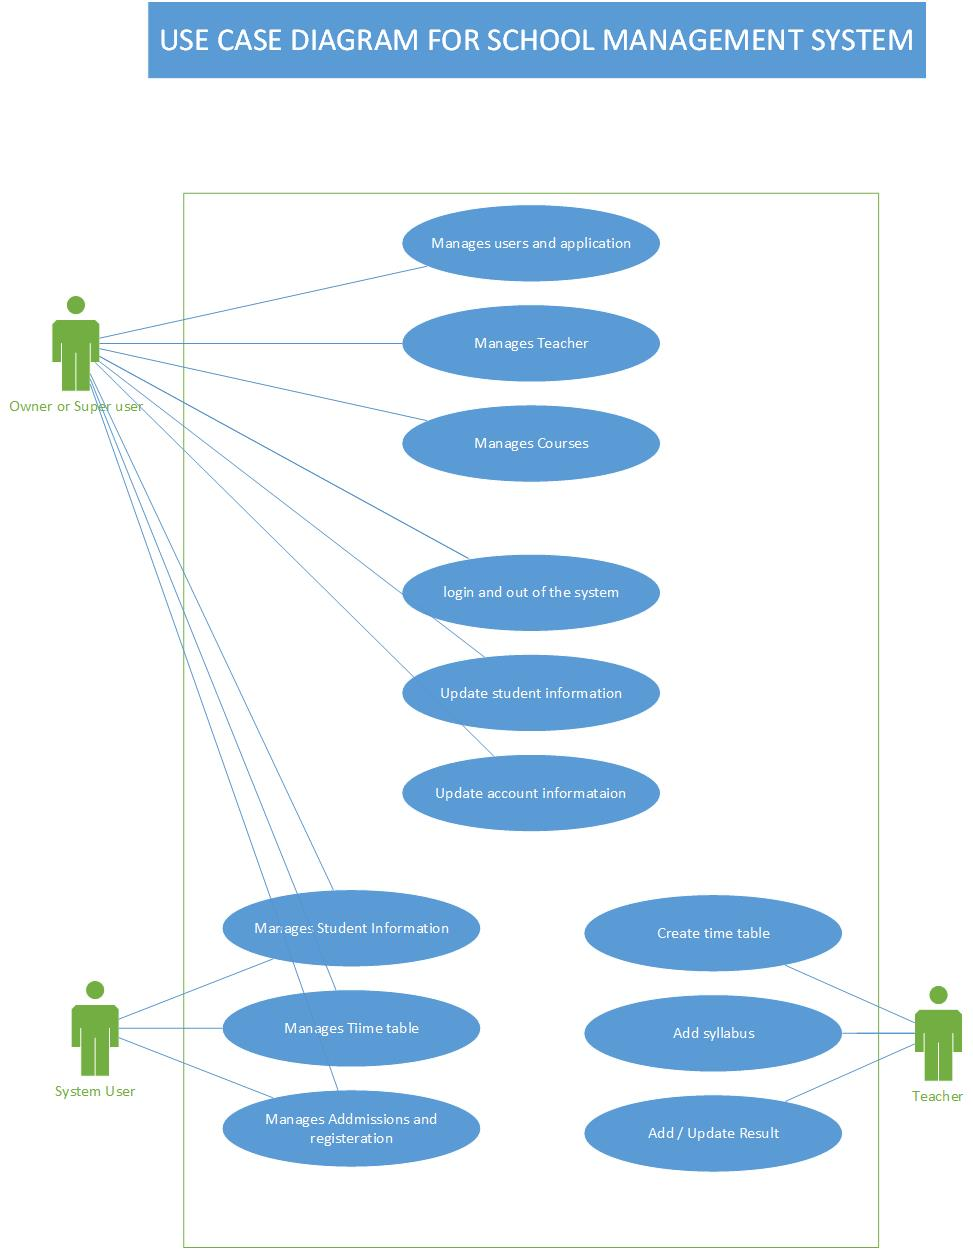 USE CASE DIAGRAM FOR SCHOOL MANAGEMENT SYSTEM
Manages users and application
Manages Teacher
Owner or Super user
Manages Courses
login and out of the system
Update student information
Update account informataion
Manages Student Information
Create time table
Manages Tiime table
Add syllabus
System User
Teacher
Manages Addmissions and
registeration
Add / Update Result